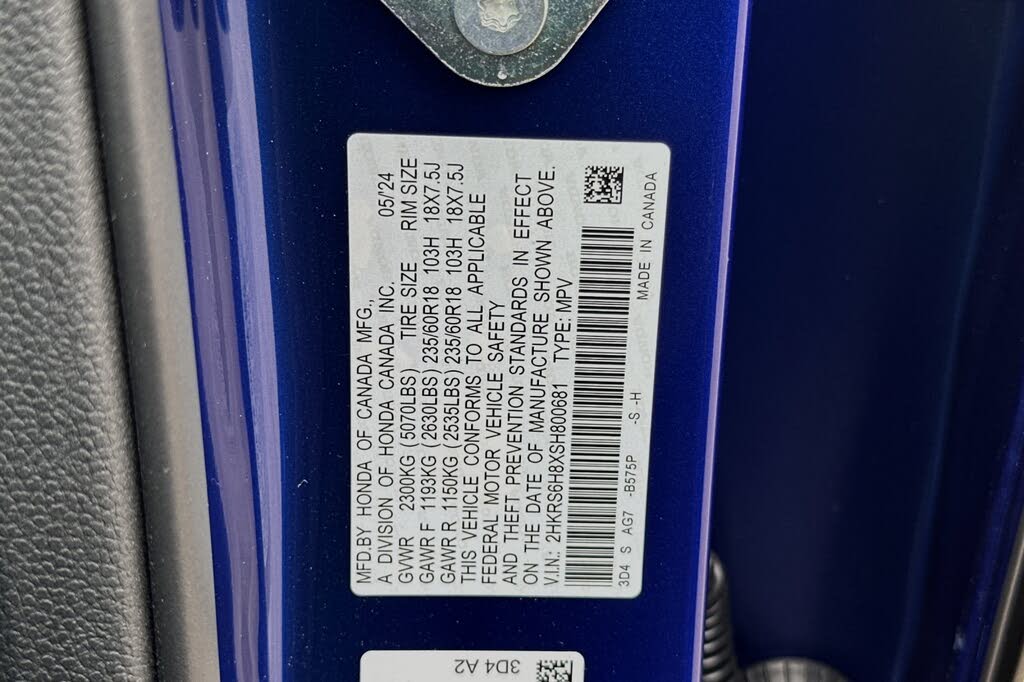 MFD.BY HONDA OF CANADA MFG.,
A DIVISION OF HONDA CANADA INC. 05/'24
GVWR 2300KG (5070LBS) TIRE SIZE RIM SIZE
GAWR F 1193KG (2630LBS) 235/60R18 103H 18X7.5J
GAWR R 1150KG (2535LBS) 235/60R18 103H 18X7.5J
THIS VEHICLE CONFORMS TO ALL APPLICABLE
FEDERAL MOTOR VEHICLE SAFETY
AND THEFT PREVENTION STANDARDS IN EFFECT
ON THE DATE OF MANUFACTURE SHOWN ABOVE.
V.I.N.: 2HKRS6H8XSH800681 TYPE: MPV
3D4 S AG7 -B575P -S -H MADE IN CANADA
3D4 A2